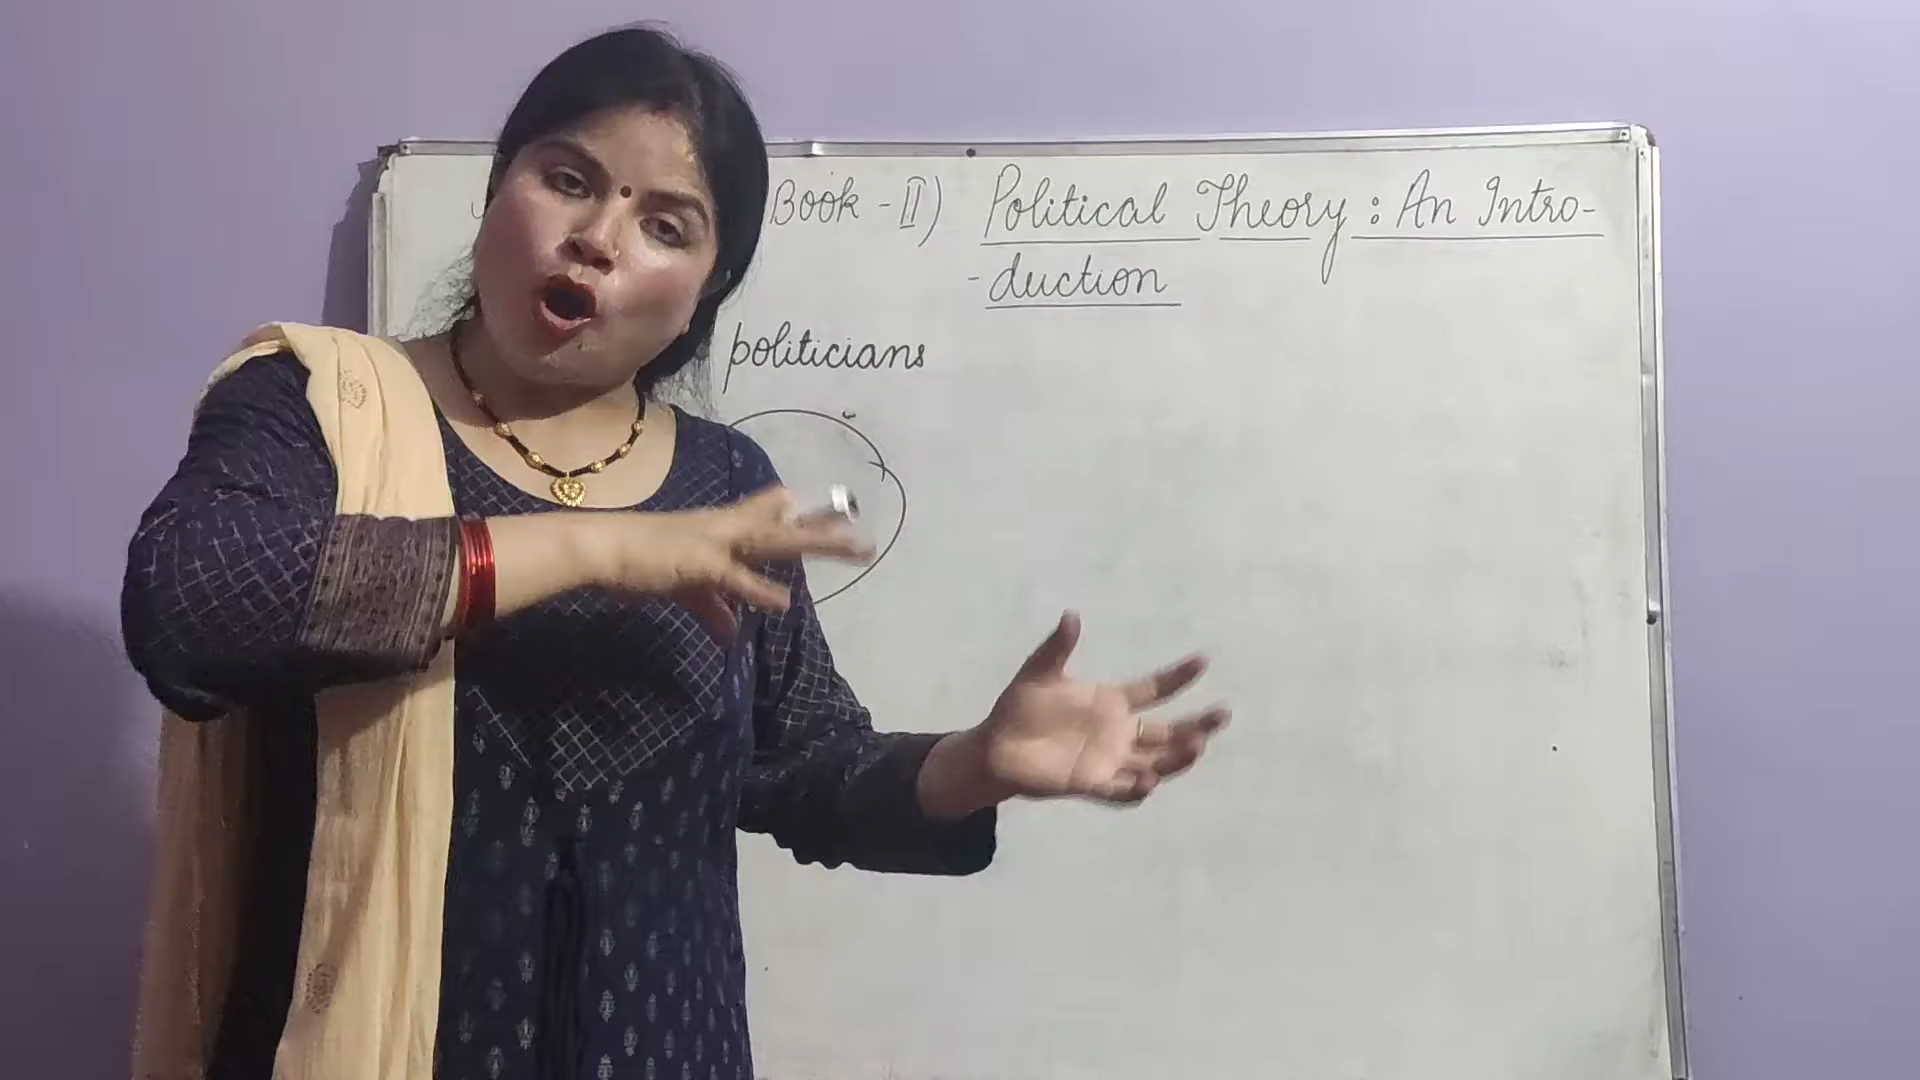 Book - II) Political Theory : An Intro-
- duction
politicians